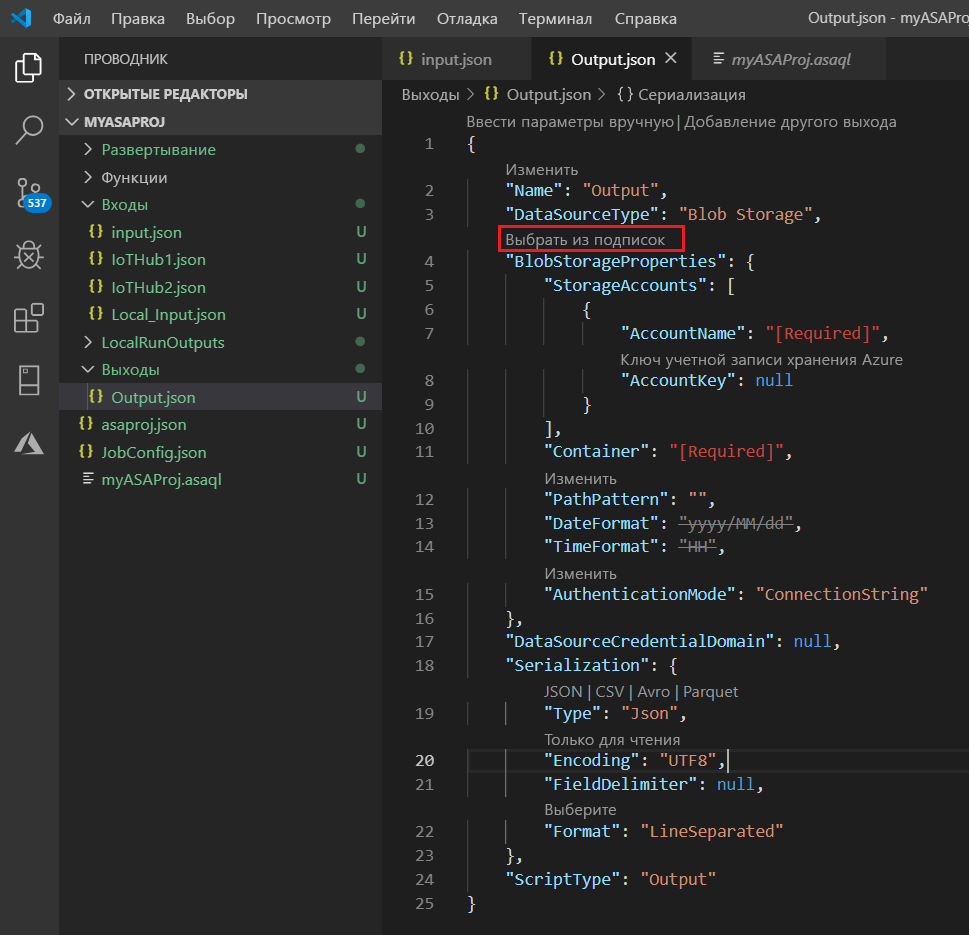 Файл Правка Выбор Просмотр Перейти Отладка Терминал Справка Output.json - myASAPro
ПРОВОДНИК
ОТКРЫТЫЕ РЕДАКТОРЫ
MYASAPROJ
Развертывание
Функции
Входы
{} input.json U
{} IoTHub1.json U
{} IoTHub2.json U
{} Local_Input.json U
LocalRunOutputs
Выходы
{} Output.json U
{} asaproj.json U
{} JobConfig.json U
myASAProj.asaql U
537
{} input.json {} Output.json × myASAProj.asaql
Выходы > {} Output.json > {} Сериализация
Ввести параметры вручную | Добавление другого выхода
1 {
Изменить
2 "Name": "Output",
3 "DataSourceType": "Blob Storage",
Выбрать из подписок
4 "BlobStorageProperties": {
5 "StorageAccounts": [
6 {
7 "AccountName": "[Required]",
Ключ учетной записи хранения Azure
8 "AccountKey": null
9 }
10 ],
11 "Container": "[Required]",
Изменить
12 "PathPattern": "",
13 "DateFormat": "yyyy/MM/dd",
14 "TimeFormat": "HH",
Изменить
15 "AuthenticationMode": "ConnectionString"
16 },
17 "DataSourceCredentialDomain": null,
18 "Serialization": {
JSON | CSV | Avro | Parquet
19 "Type": "Json",
Только для чтения
20 "Encoding": "UTF8",
21 "FieldDelimiter": null,
Выберите
22 "Format": "LineSeparated"
23 },
24 "ScriptType": "Output"
25 }